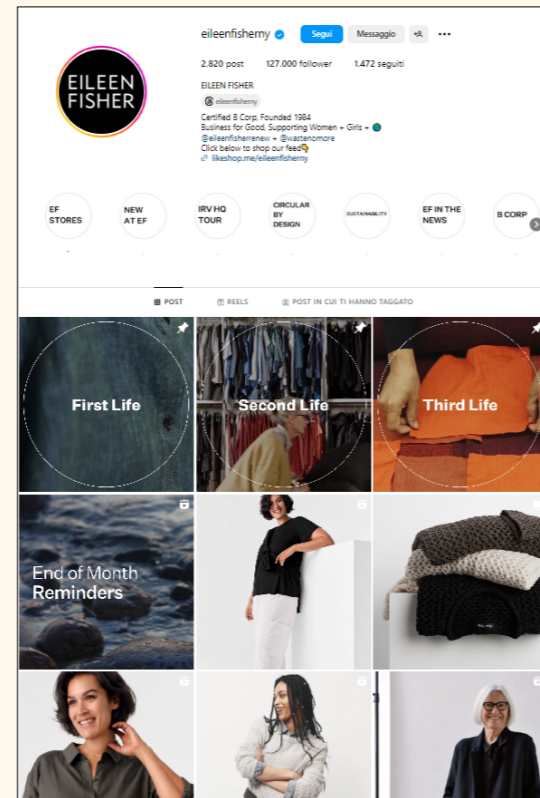 eileenfisherny
Segui
Messaggio
2.820 post
127.000 follower
1.472 seguiti
EILEEN
FISHER
EILEEN FISHER
eileenfisherny
Certified B Corp, Founded 1984
Business for Good, Supporting Women + Girls + 🌎
@eileenfisherrenew + @wastenomore
Click below to shop our feed👇
likeshop.me/eileenfisherny
EF
STORES
NEW
AT EF
IRV HQ
TOUR
CIRCULAR
BY
DESIGN
SUSTAINABILITY
EF IN THE
NEWS
B CORP
POST
REELS
POST IN CUI TI HANNO TAGGATO
First Life
Second Life
Third Life
End of Month
Reminders